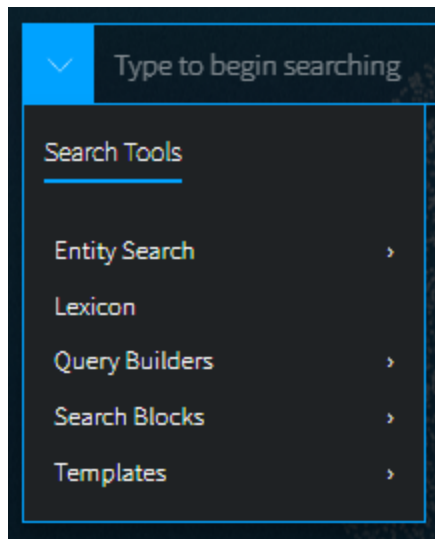 Type to begin searching
Search Tools
Entity Search
Lexicon
Query Builders
Search Blocks
Templates